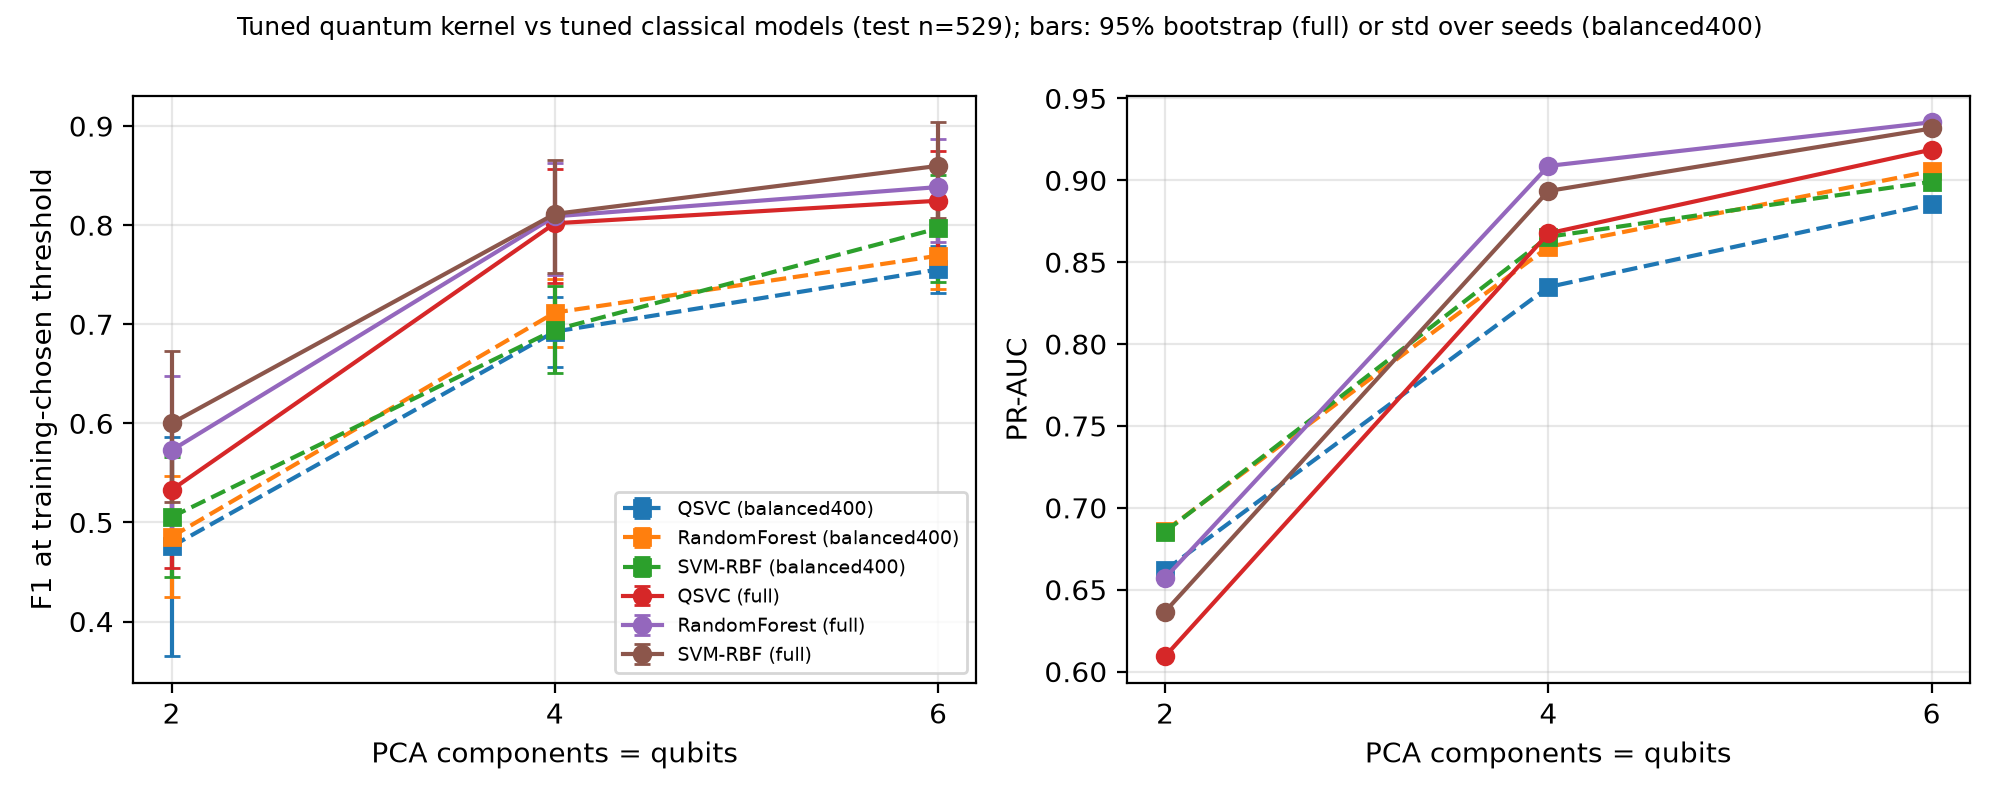 Tuned quantum kernel vs tuned classical models (test n=529); bars: 95% bootstrap (full) or std over seeds (balanced400)
F1 at training-chosen threshold
0.9
0.8
0.7
0.6
0.5
0.4
2
4
6
PCA components = qubits
QSVC (balanced400)
RandomForest (balanced400)
SVM-RBF (balanced400)
QSVC (full)
RandomForest (full)
SVM-RBF (full)
PR-AUC
0.95
0.90
0.85
0.80
0.75
0.70
0.65
0.60
2
4
6
PCA components = qubits